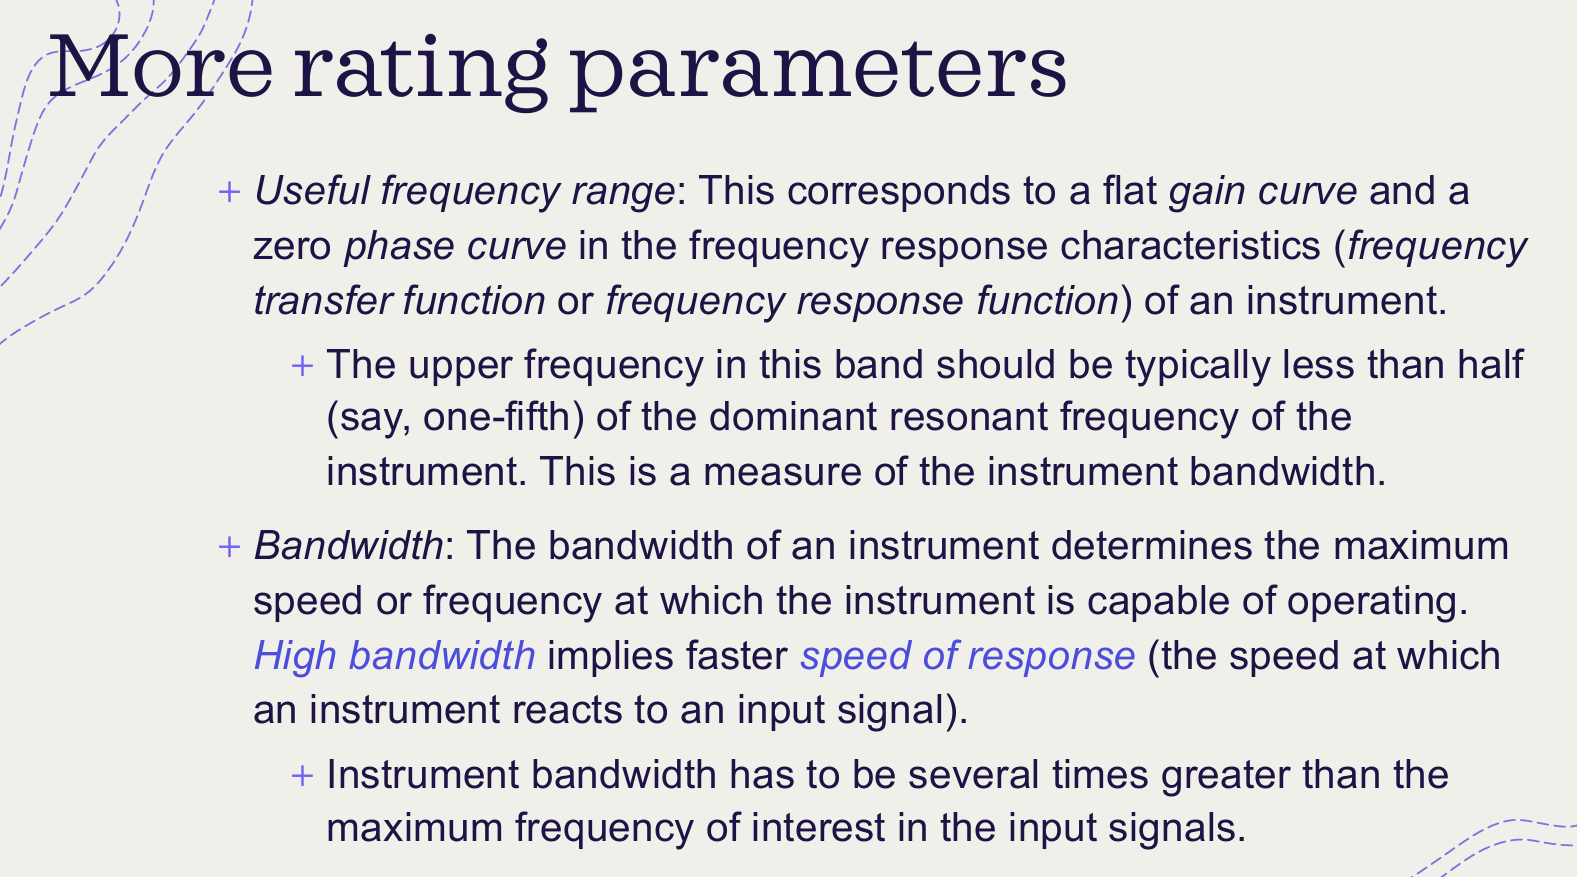 More rating parameters
+ Useful frequency range: This corresponds to a flat gain curve and a
zero phase curve in the frequency response characteristics (frequency
transfer function or frequency response function) of an instrument.
+ The upper frequency in this band should be typically less than half
(say, one-fifth) of the dominant resonant frequency of the
instrument. This is a measure of the instrument bandwidth.
+ Bandwidth: The bandwidth of an instrument determines the maximum
speed or frequency at which the instrument is capable of operating.
High bandwidth implies faster speed of response (the speed at which
an instrument reacts to an input signal).
+ Instrument bandwidth has to be several times greater than the
maximum frequency of interest in the input signals.